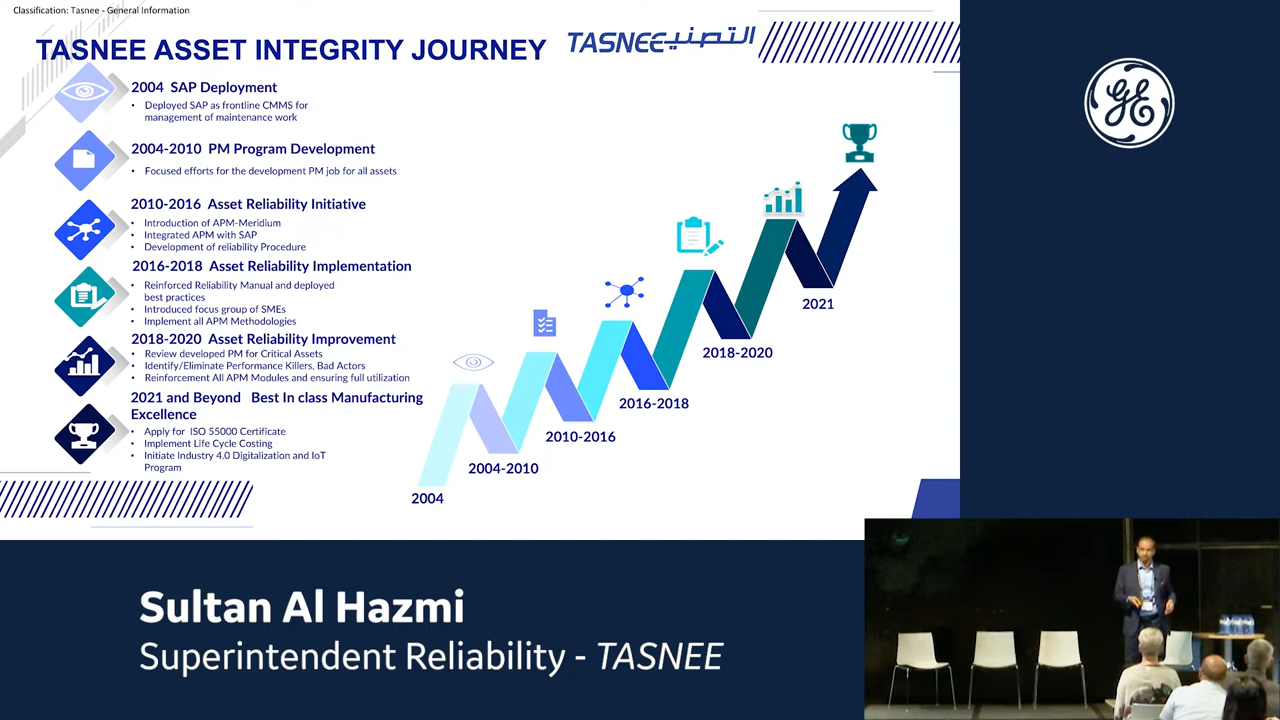 Classification: Tasnee - General Information
TASNEE ASSET INTEGRITY JOURNEY
TASNEE التصنيع
2004 SAP Deployment
• Deployed SAP as frontline CMMS for
management of maintenance work
2004-2010 PM Program Development
• Focused efforts for the development PM job for all assets
2010-2016 Asset Reliability Initiative
• Introduction of APM-Meridium
• Integrated APM with SAP
• Development of reliability Procedure
2016-2018 Asset Reliability Implementation
• Reinforced Reliability Manual and deployed
best practices
• Introduced focus group of SMEs
• Implement all APM Methodologies
2018-2020 Asset Reliability Improvement
• Review developed PM for Critical Assets
• Identify/Eliminate Performance Killers, Bad Actors
• Reinforcement All APM Modules and ensuring full utilization
2021 and Beyond Best In class Manufacturing
Excellence
• Apply for ISO 55000 Certificate
• Implement Life Cycle Costing
• Initiate Industry 4.0 Digitalization and IoT
Program
2004
2004-2010
2010-2016
2016-2018
2018-2020
2021
GE
Sultan Al Hazmi
Superintendent Reliability - TASNEE